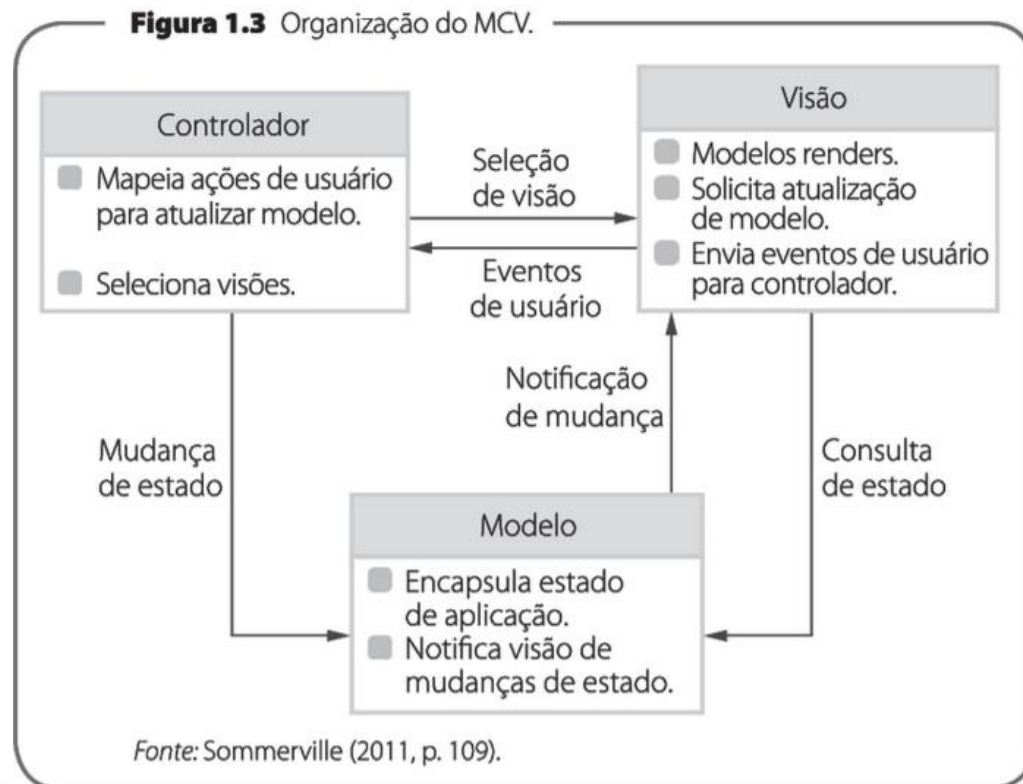 Figura 1.3 Organização do MCV.
Controlador
Mapeia ações de usuário
para atualizar modelo.
Seleciona visões.
Seleção
de visão
Eventos
de usuário
Visão
Modelos renders.
Solicita atualização
de modelo.
Envia eventos de usuário
para controlador.
Mudança
de estado
Notificação
de mudança
Consulta
de estado
Modelo
Encapsula estado
de aplicação.
Notifica visão de
mudanças de estado.
Fonte: Sommerville (2011, p. 109).